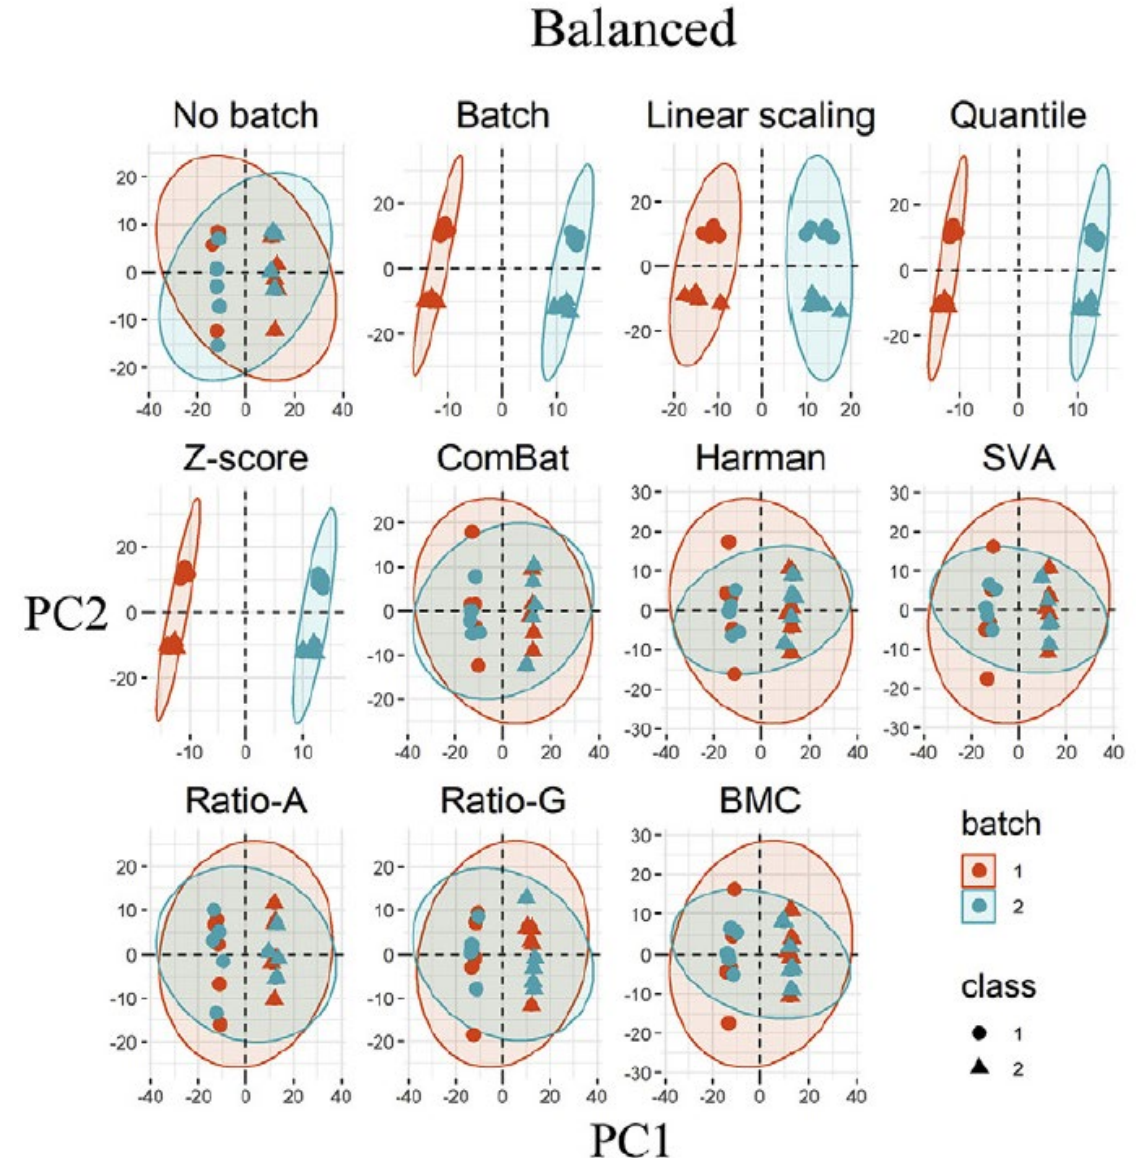 Balanced
No batch Batch Linear scaling Quantile
20 10 0 -10 -20
20 0 -20
20 0 -20
20 0 -20
-40 -20 0 20 40
-10 0 10
-20 -10 0 10 20
-10 0 10
Z-score ComBat Harman SVA
PC2
20 0 -20
20 10 0 -10 -20
30 20 10 0 -10 -20 -30
30 20 10 0 -10 -20 -30
-10 0 10
-40 -20 0 20 40
-40 -20 0 20 40
-40 -20 0 20 40
Ratio-A Ratio-G BMC
20 10 0 -10 -20
20 10 0 -10 -20
30 20 10 0 -10 -20 -30
-40 -20 0 20 40
-40 -20 0 20 40
-40 -20 0 20 40
batch
1
2
class
1
2
PC1